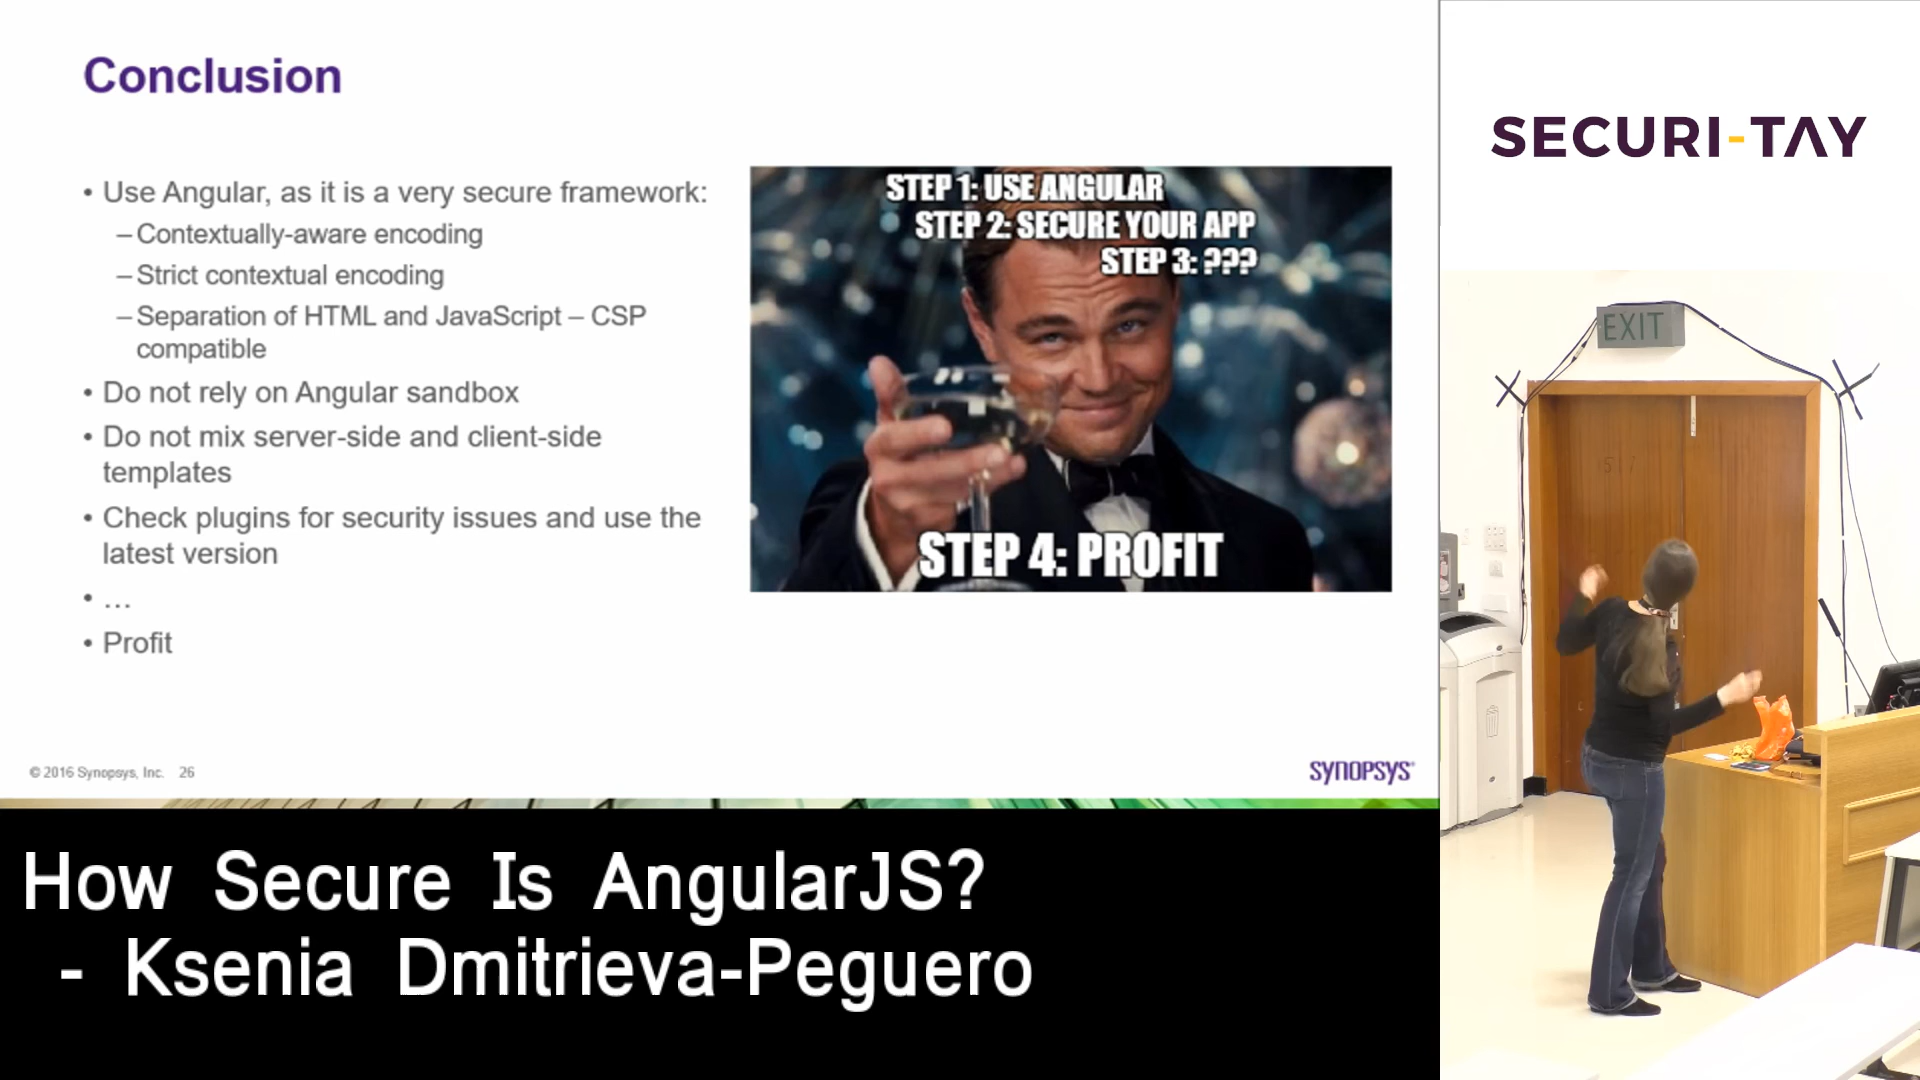 Conclusion
• Use Angular, as it is a very secure framework:
– Contextually-aware encoding
– Strict contextual encoding
– Separation of HTML and JavaScript – CSP
compatible
• Do not rely on Angular sandbox
• Do not mix server-side and client-side
templates
• Check plugins for security issues and use the
latest version
• …
• Profit
STEP 1: USE ANGULAR
STEP 2: SECURE YOUR APP
STEP 3: ???
STEP 4: PROFIT
© 2016 Synopsys, Inc. 26
SYNOPSYS
SECURI-TAY
EXIT
How Secure Is AngularJS?
- Ksenia Dmitrieva-Peguero